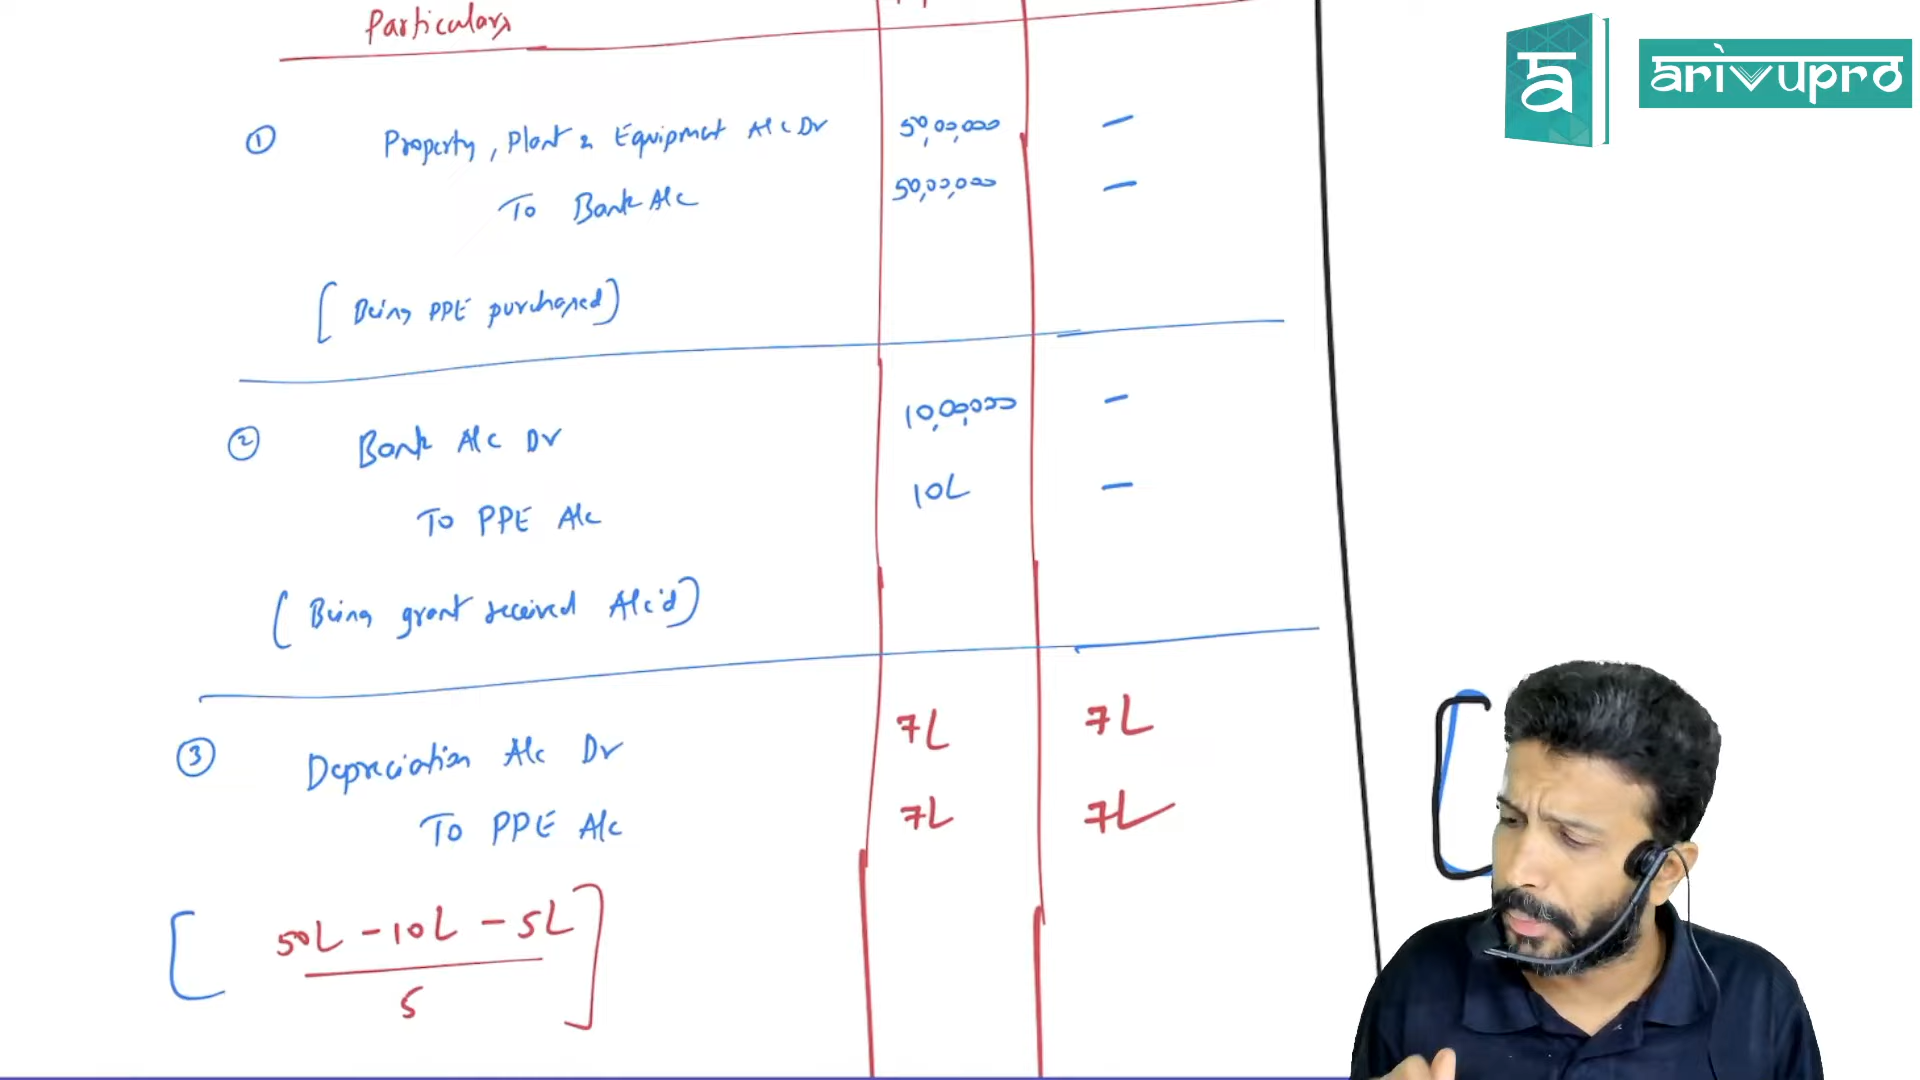 Particulars
① Property, Plant & Equipment A/c Dr 50,00,000 –
To Bank A/c 50,00,000 –
[Being PPE purchased]
② Bank A/c Dr 10,00,000 –
To PPE A/c 10L –
(Being grant received A/c'd)
③ Depreciation A/c Dr 7L 7L
To PPE A/c 7L 7L
[ 50L - 10L - 5L ]
5
arivupro